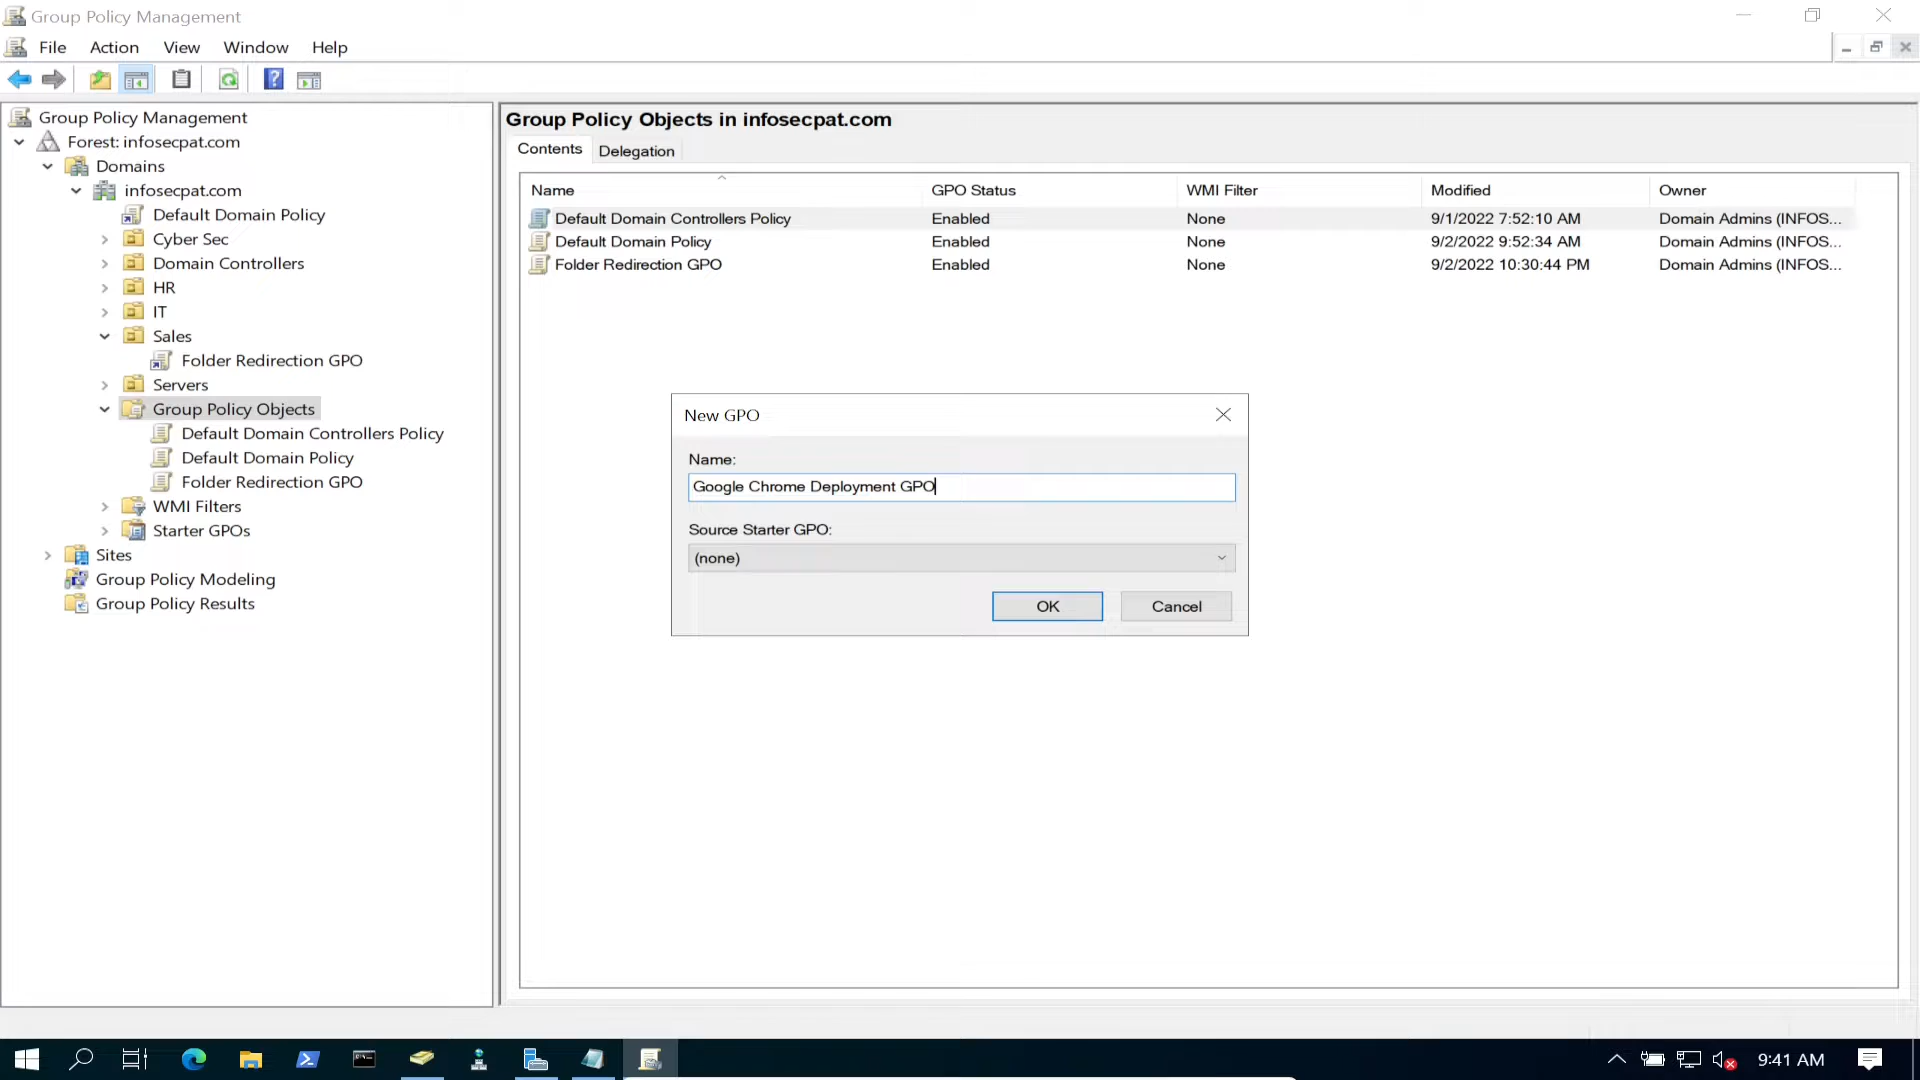 Group Policy Management
File Action View Window Help
Group Policy Management
Forest: infosecpat.com
Domains
infosecpat.com
Default Domain Policy
Cyber Sec
Domain Controllers
HR
IT
Sales
Folder Redirection GPO
Servers
Group Policy Objects
Default Domain Controllers Policy
Default Domain Policy
Folder Redirection GPO
WMI Filters
Starter GPOs
Sites
Group Policy Modeling
Group Policy Results
Group Policy Objects in infosecpat.com
Contents Delegation
Name GPO Status WMI Filter Modified Owner
Default Domain Controllers Policy Enabled None 9/1/2022 7:52:10 AM Domain Admins (INFOS...
Default Domain Policy Enabled None 9/2/2022 9:52:34 AM Domain Admins (INFOS...
Folder Redirection GPO Enabled None 9/2/2022 10:30:44 PM Domain Admins (INFOS...
New GPO
Name:
Google Chrome Deployment GPO
Source Starter GPO:
(none)
OK Cancel
9:41 AM